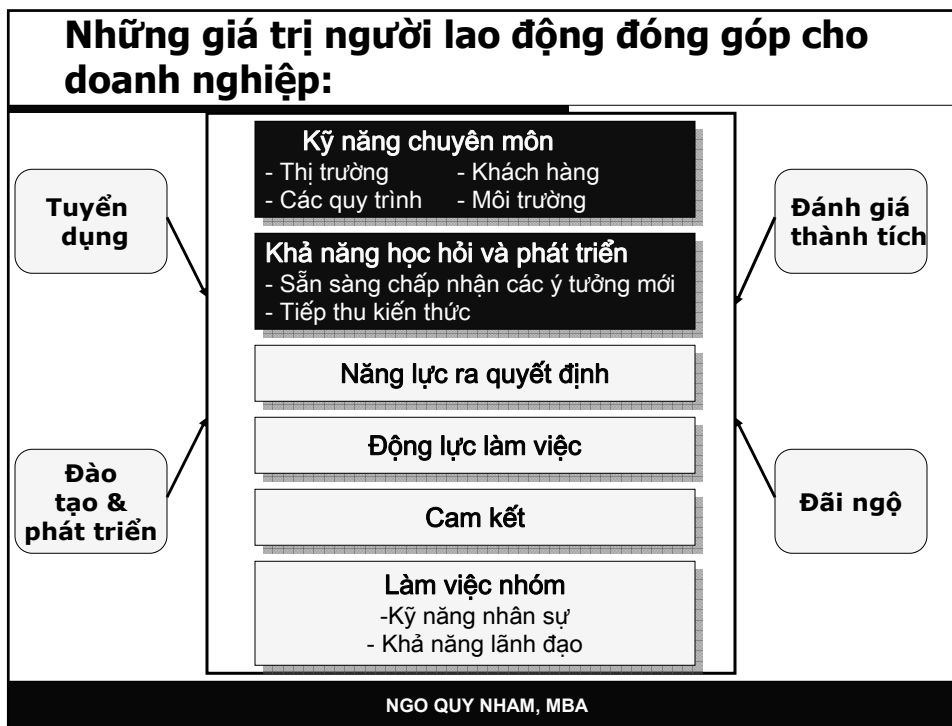 Những giá trị người lao động đóng góp cho
doanh nghiệp:
Tuyển
dụng
Đào
tạo &
phát triển
Kỹ năng chuyên môn
- Thị trường - Khách hàng
- Các quy trình - Môi trường
Khả năng học hỏi và phát triển
- Sẵn sàng chấp nhận các ý tưởng mới
- Tiếp thu kiến thức
Năng lực ra quyết định
Động lực làm việc
Cam kết
Làm việc nhóm
-Kỹ năng nhân sự
- Khả năng lãnh đạo
Đánh giá
thành tích
Đãi ngộ
NGO QUY NHAM, MBA